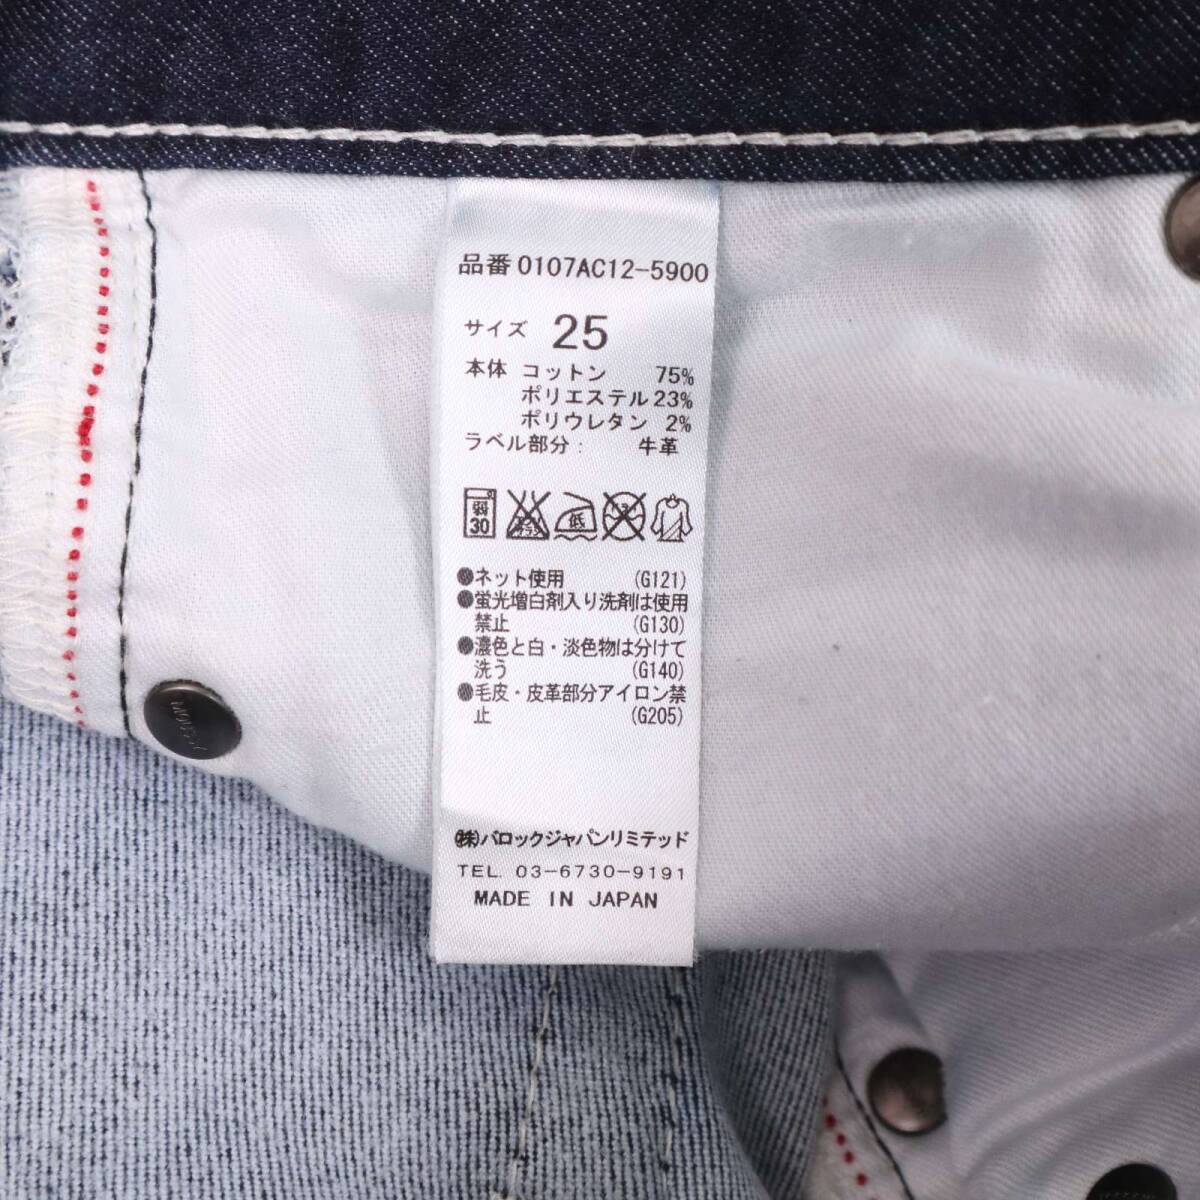 品番 0107AC12-5900
サイズ 25
本体 コットン 75%
ポリエステル 23%
ポリウレタン 2%
ラベル部分: 牛革
弱 30 低
●ネット使用 (G121)
●蛍光増白剤入り洗剤は使用
禁止 (G130)
●濃色と白・淡色物は分けて
洗う (G140)
●毛皮・皮革部分アイロン禁
止 (G205)
㈱バロックジャパンリミテッド
TEL. 03-6730-9191
MADE IN JAPAN